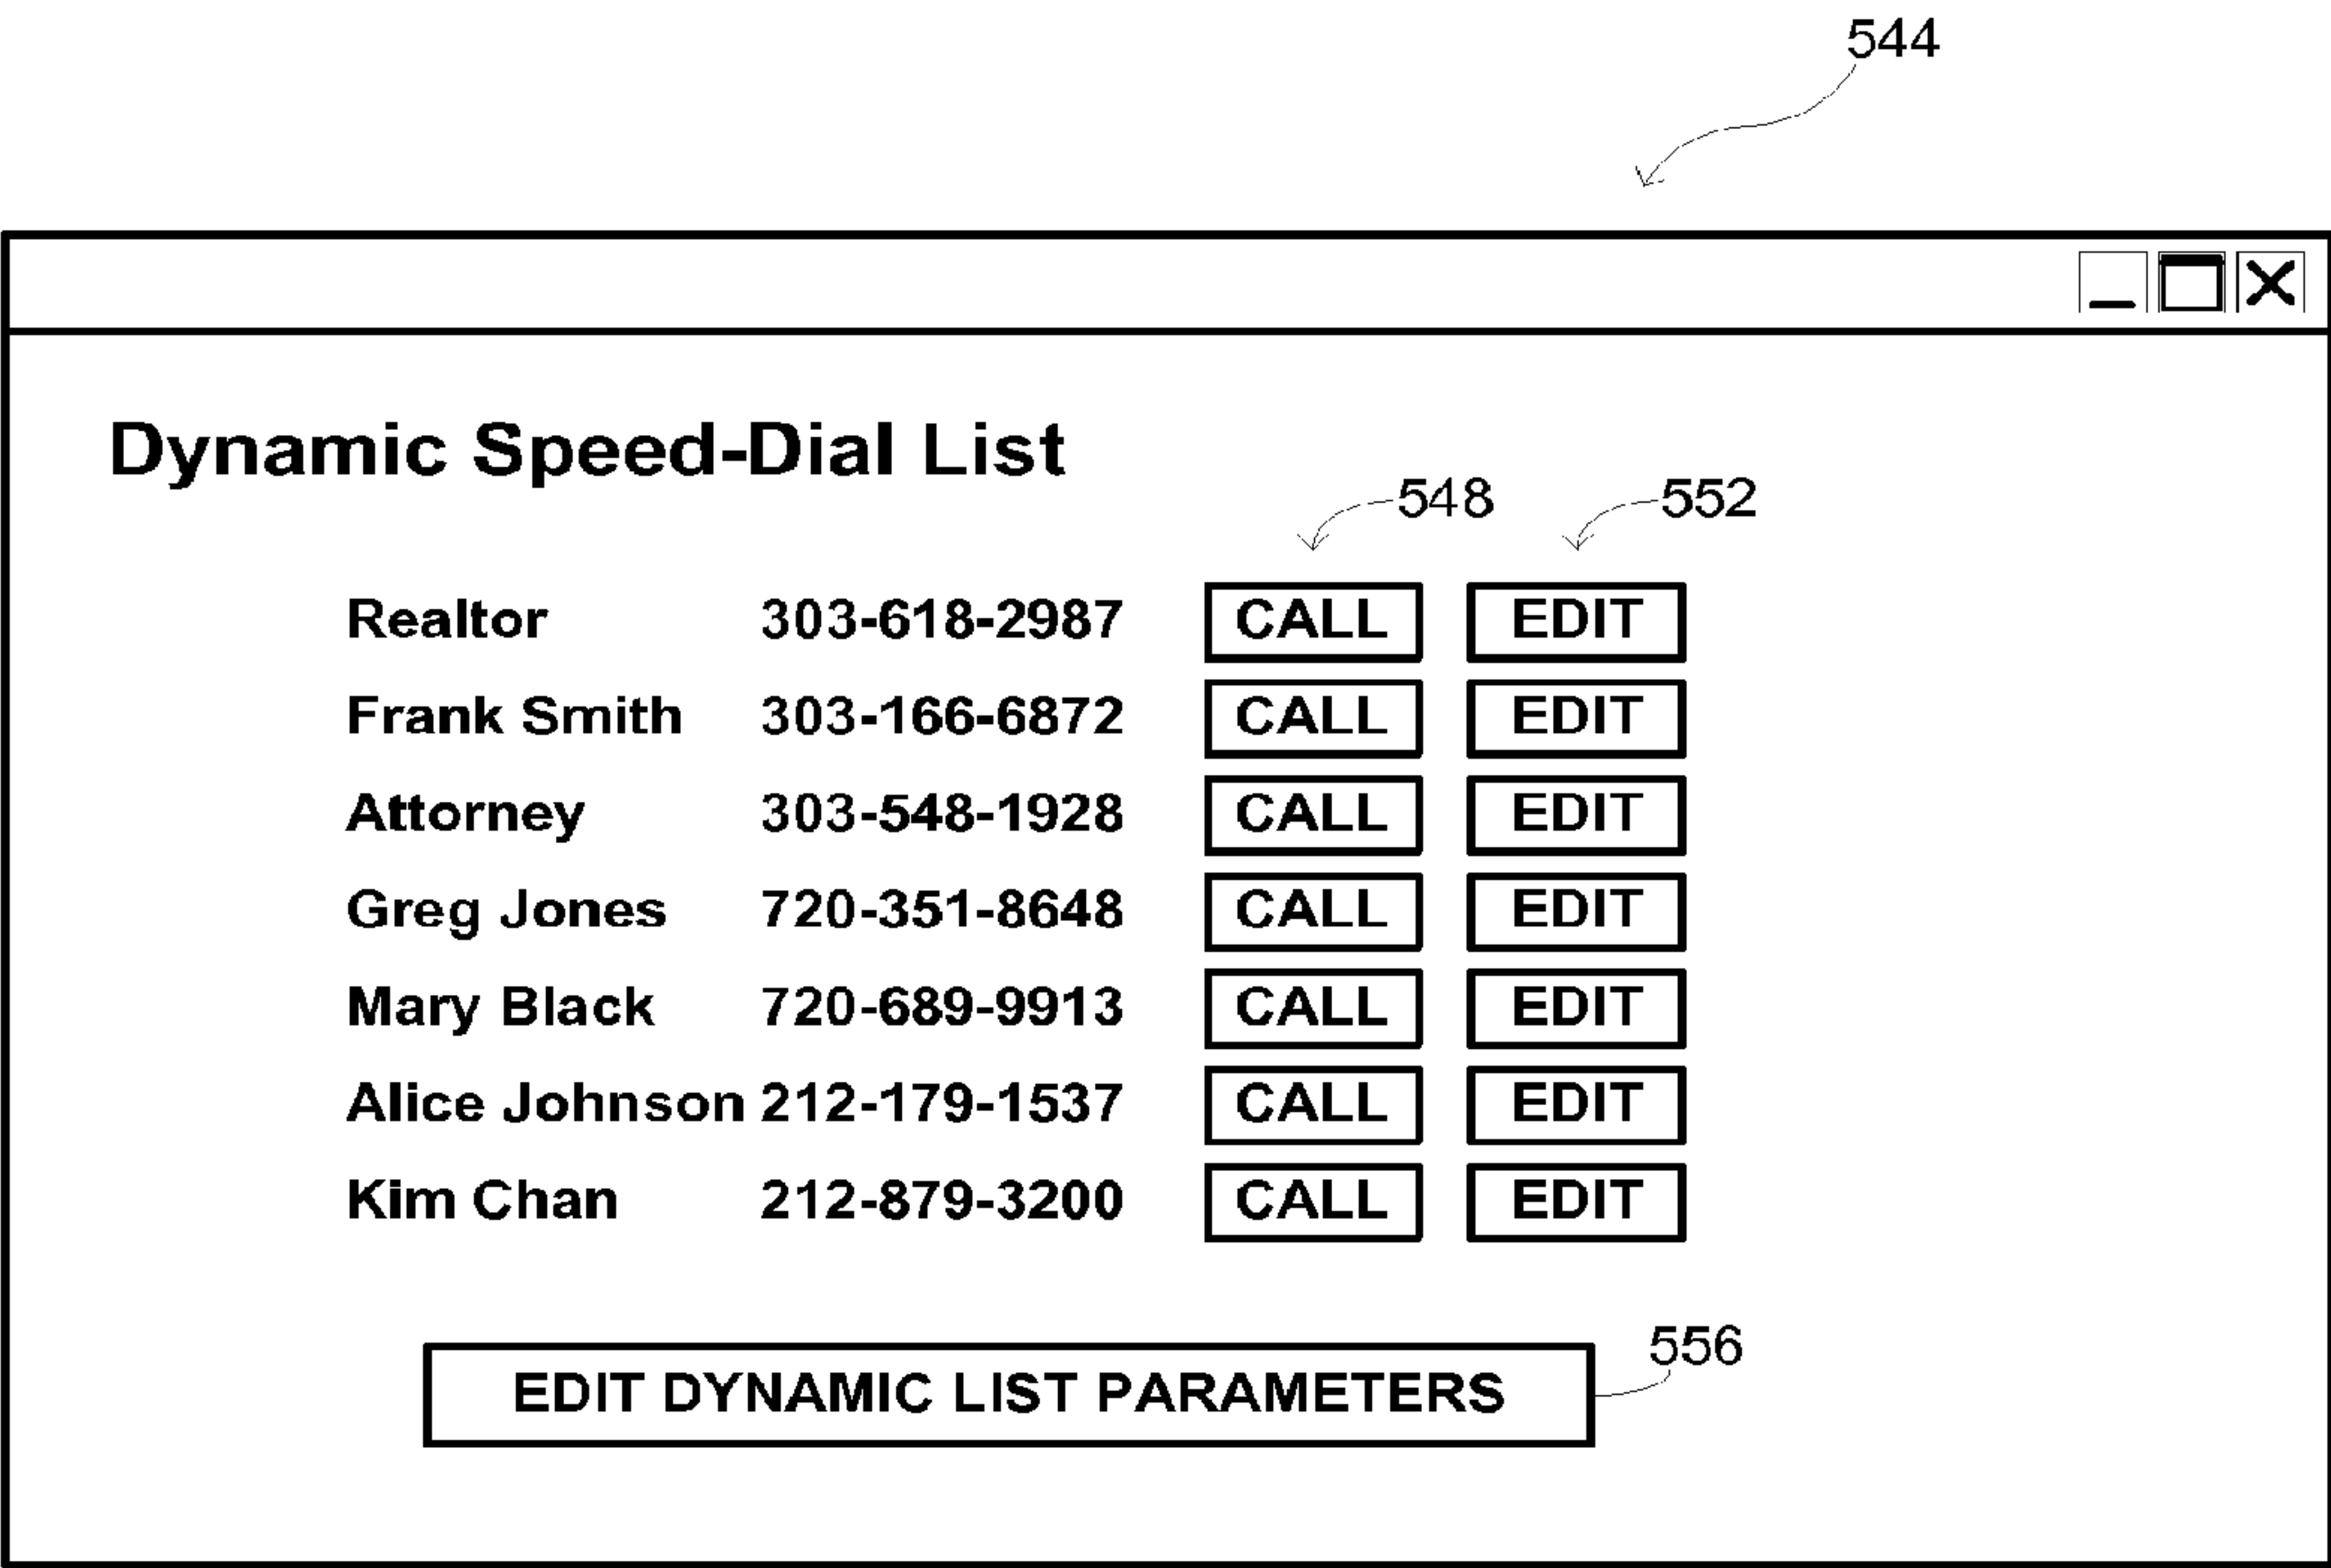 544
Dynamic Speed-Dial List
548 552
Realtor 303-618-2987 CALL EDIT
Frank Smith 303-166-6872 CALL EDIT
Attorney 303-548-1928 CALL EDIT
Greg Jones 720-351-8648 CALL EDIT
Mary Black 720-689-9913 CALL EDIT
Alice Johnson 212-179-1537 CALL EDIT
Kim Chan 212-879-3200 CALL EDIT
556
EDIT DYNAMIC LIST PARAMETERS